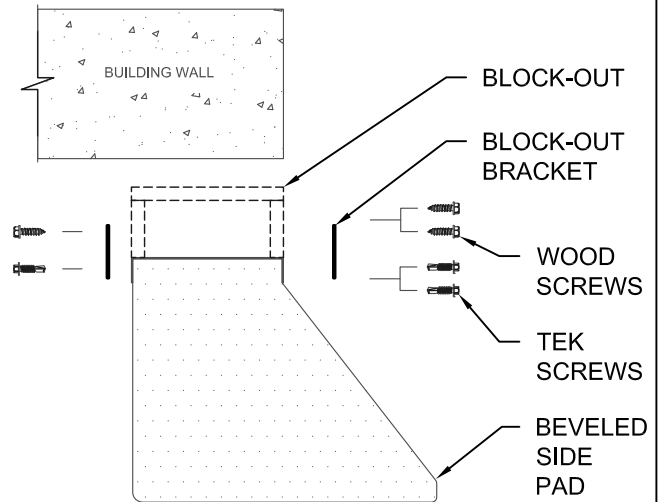 BUILDING WALL
BLOCK-OUT
BLOCK-OUT
BRACKET
WOOD
SCREWS
TEK
SCREWS
BEVELED
SIDE
PAD